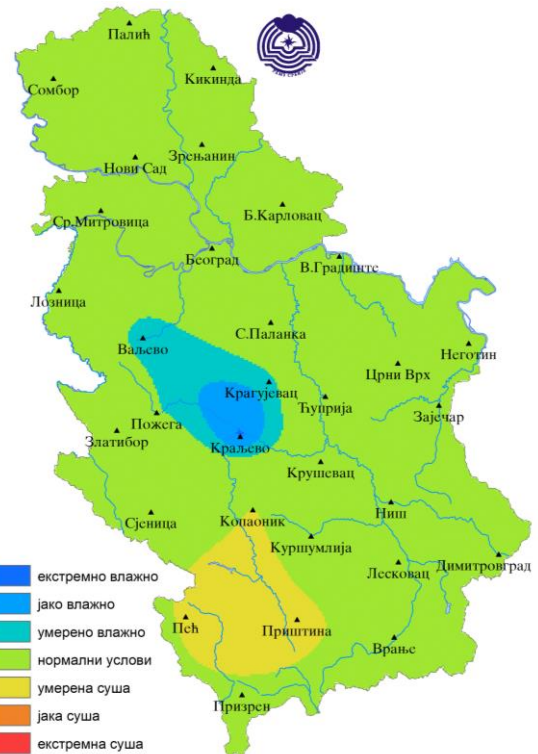 Палић
Кикинда
Сомбор
Зрењанин
Нови Сад
Б.Карловац
Ср.Митровица
Београд
В.Градиште
Лозница
С.Паланка
Ваљево
Неготин
Црни Врх
Крагујевац
Ћуприја
Зајечар
Пожега
Златибор
Краљево
Крушевац
Копаоник
Ниш
Сјеница
Куршумлија
Лесковац
Димитровград
Пећ
Приштина
Врање
Призрен
екстремно влажно
јако влажно
умерено влажно
нормални услови
умерена суша
јака суша
екстремна суша